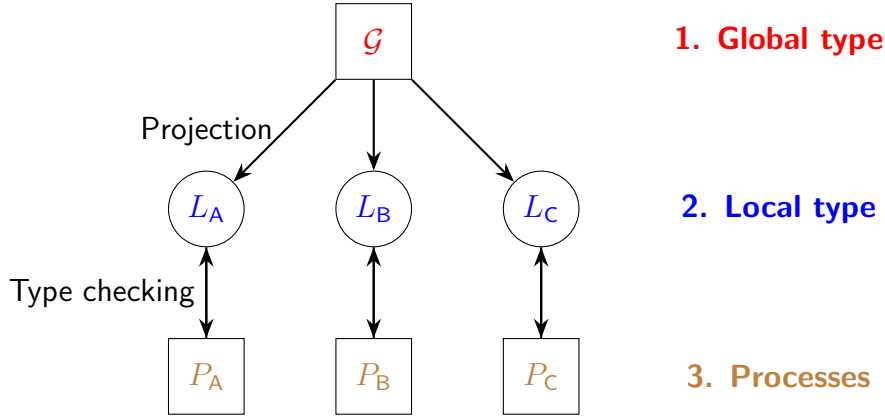 𝒢 1. Global type
Projection
L_A L_B L_C 2. Local type
Type checking
P_A P_B P_C 3. Processes